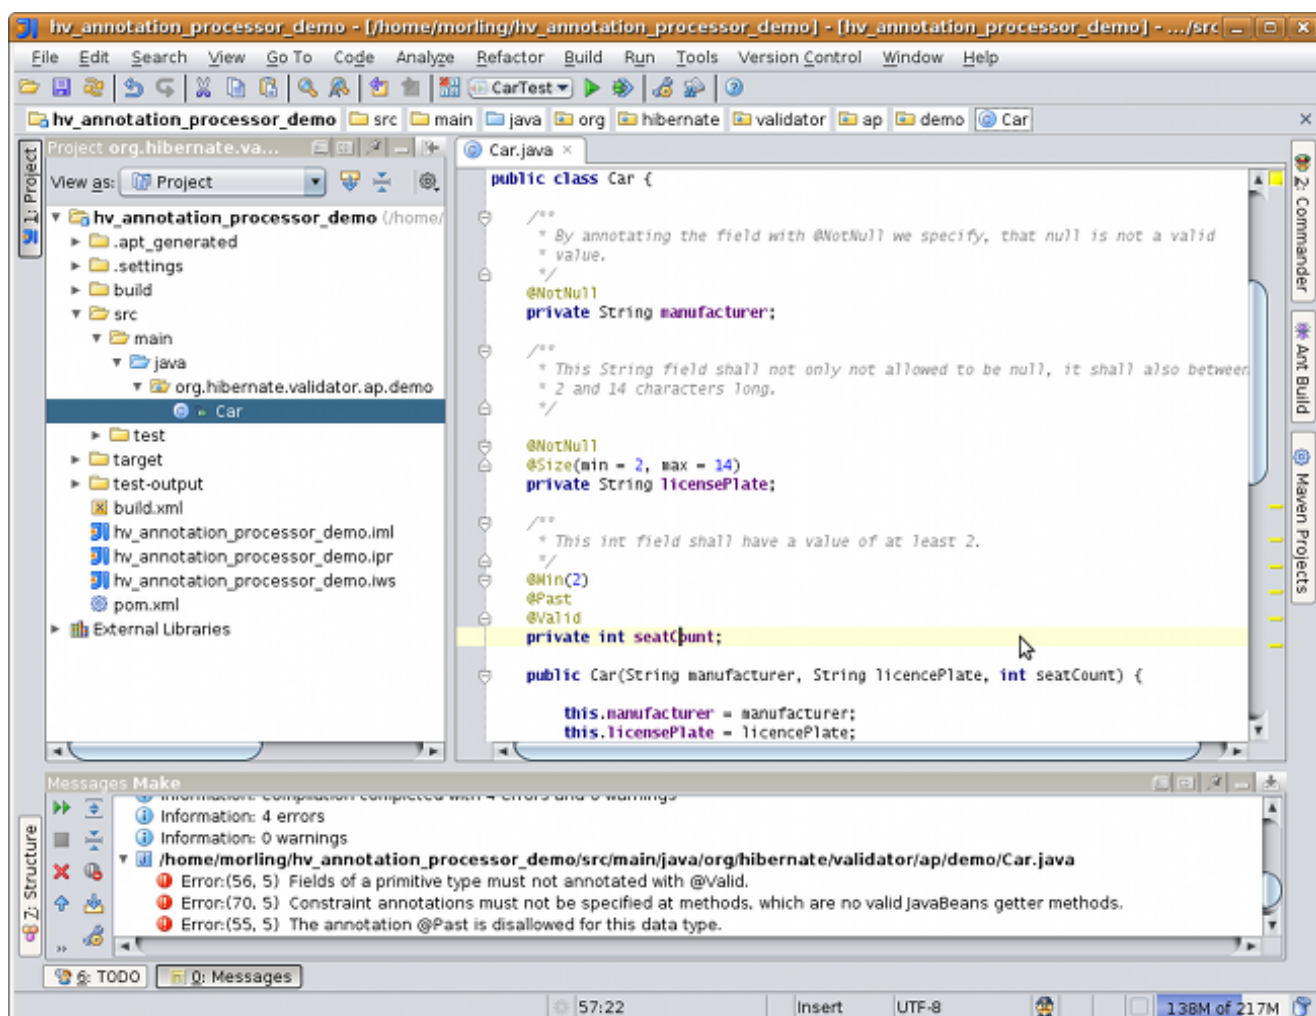 hv_annotation_processor_demo - [/home/morling/hv_annotation_processor_demo] - [hv_annotation_processor_demo] - .../src
File Edit Search View Go To Code Analyze Refactor Build Run Tools Version Control Window Help
CarTest
hv_annotation_processor_demo src main java org hibernate validator ap demo Car
1: Project
Project org.hibernate.va...
View as: Project
hv_annotation_processor_demo (/home/
.apt_generated
.settings
build
src
main
java
org.hibernate.validator.ap.demo
Car
test
target
test-output
build.xml
hv_annotation_processor_demo.iml
hv_annotation_processor_demo.ipr
hv_annotation_processor_demo.iws
pom.xml
External Libraries
Car.java
public class Car {
/**
* By annotating the field with @NotNull we specify, that null is not a valid
* value.
*/
@NotNull
private String manufacturer;
/**
* This String field shall not only not allowed to be null, it shall also between
* 2 and 14 characters long.
*/
@NotNull
@Size(min = 2, max = 14)
private String licensePlate;
/**
* This int field shall have a value of at least 2.
*/
@Min(2)
@Past
@Valid
private int seatCount;
public Car(String manufacturer, String licencePlate, int seatCount) {
this.manufacturer = manufacturer;
this.licensePlate = licencePlate;
2: Commander
Ant Build
Maven Projects
Messages Make
Information: Compilation completed with 4 errors and 0 warnings
Information: 4 errors
Information: 0 warnings
/home/morling/hv_annotation_processor_demo/src/main/java/org/hibernate/validator/ap/demo/Car.java
Error:(56, 5) Fields of a primitive type must not annotated with @Valid.
Error:(70, 5) Constraint annotations must not be specified at methods, which are no valid JavaBeans getter methods.
Error:(55, 5) The annotation @Past is disallowed for this data type.
7: Structure
6: TODO 0: Messages
57:22 Insert UTF-8 138M of 217M